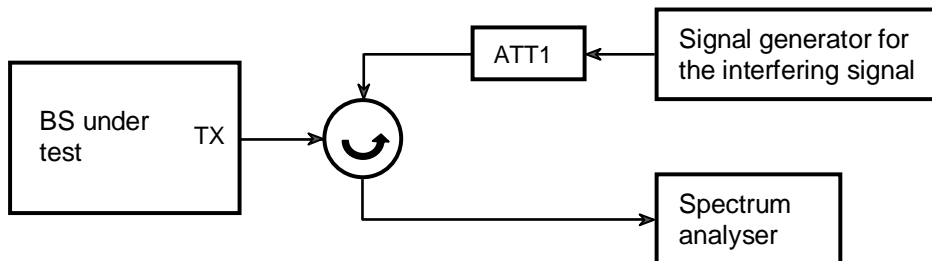 BS under
test
TX
ATT1
Signal generator for
the interfering signal
Spectrum
analyser